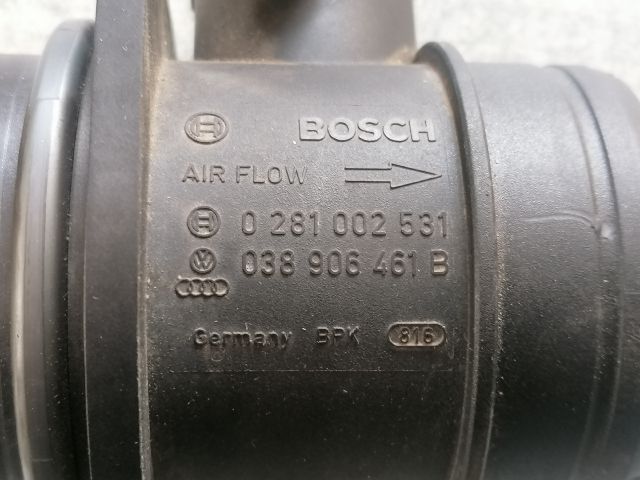 BOSCH
AIR FLOW
0 281 002 531
038 906 461 B
Germany BPK 816